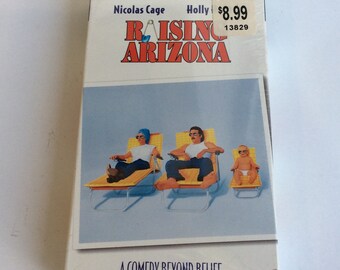 Nicolas Cage Holly
$8.99
13829
RAISING
ARIZONA
A COMEDY BEYOND BELIEF